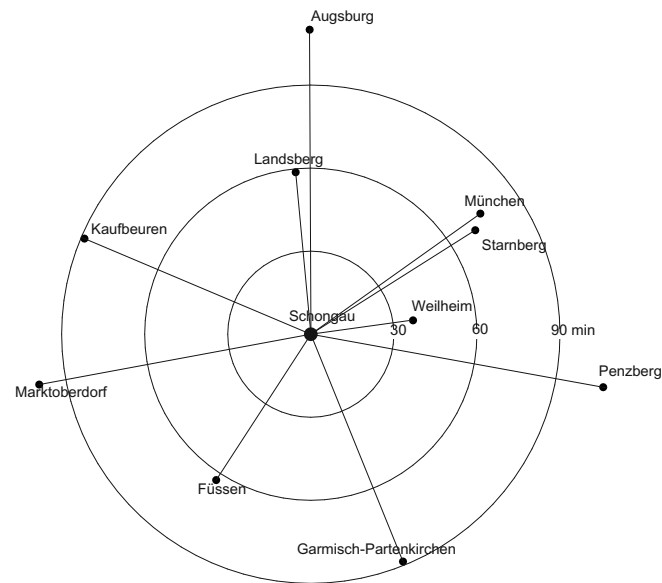 Augsburg
Landsberg
München
Kaufbeuren
Starnberg
Weilheim
Schongau
30
60
90 min
Penzberg
Marktoberdorf
Füssen
Garmisch-Partenkirchen